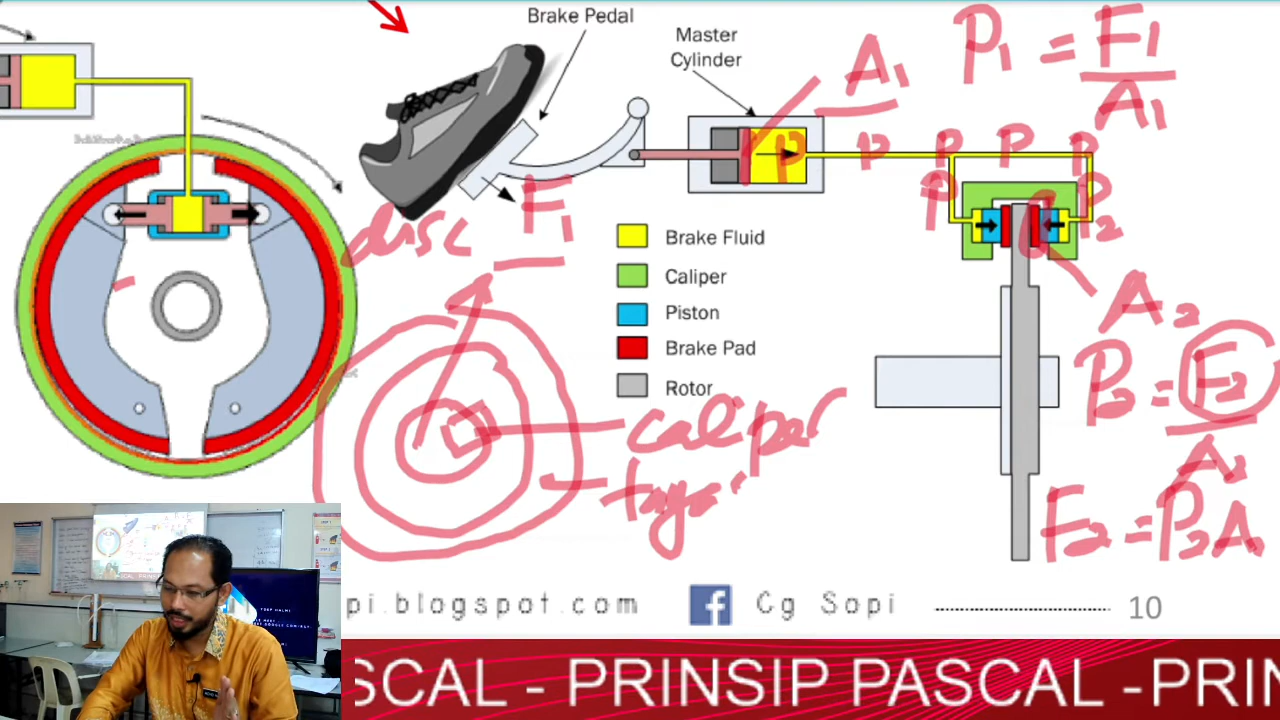 Brake Pedal
Master
Cylinder
A₁
P₁ = F₁
A₁
P P P P P
P P₂
disc F₁
Brake Fluid
Caliper
Piston
Brake Pad
Rotor
A₂
P₂ = F₂
A₂
caliper
F₂ = P₂A
pi.blogspot.com
Cg Sopi
10
SCAL - PRINSIP PASCAL - PRIN